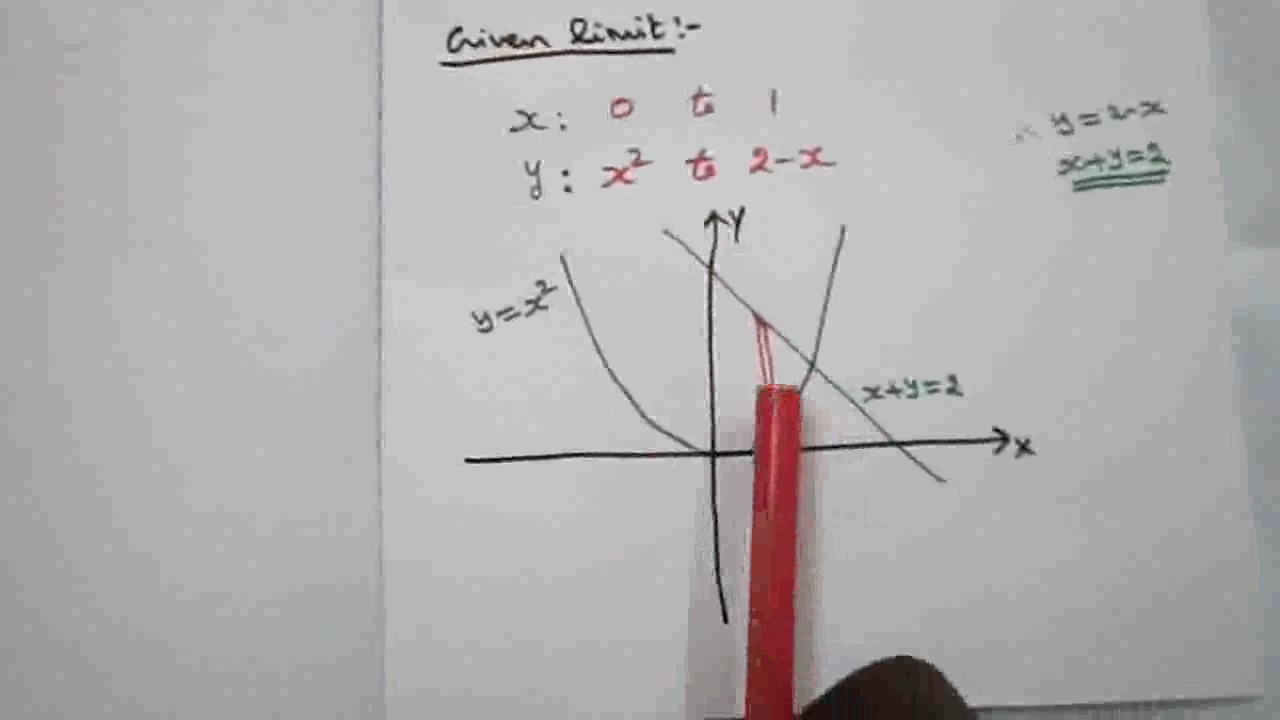 Given limit:-
x: 0 to 1
y: x² to 2-x
∴ y=2-x
x+y=2
Y
y=x²
x+y=2
X